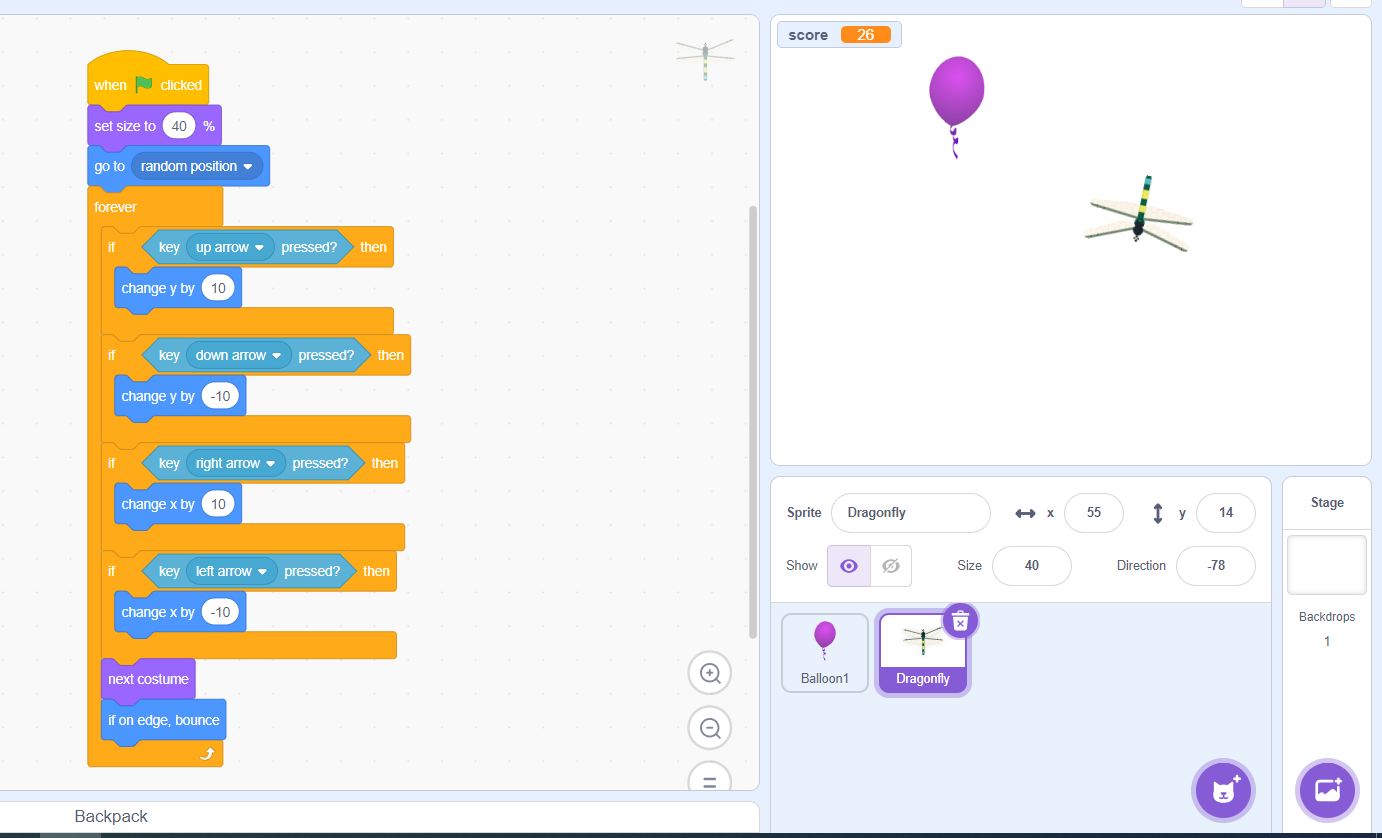 when clicked
set size to 40 %
go to random position
forever
if key up arrow pressed? then
change y by 10
if key down arrow pressed? then
change y by -10
if key right arrow pressed? then
change x by 10
if key left arrow pressed? then
change x by -10
next costume
if on edge, bounce
Backpack
score 26
Sprite Dragonfly x 55 y 14
Show Size 40 Direction -78
Balloon1
Dragonfly
Stage
Backdrops
1